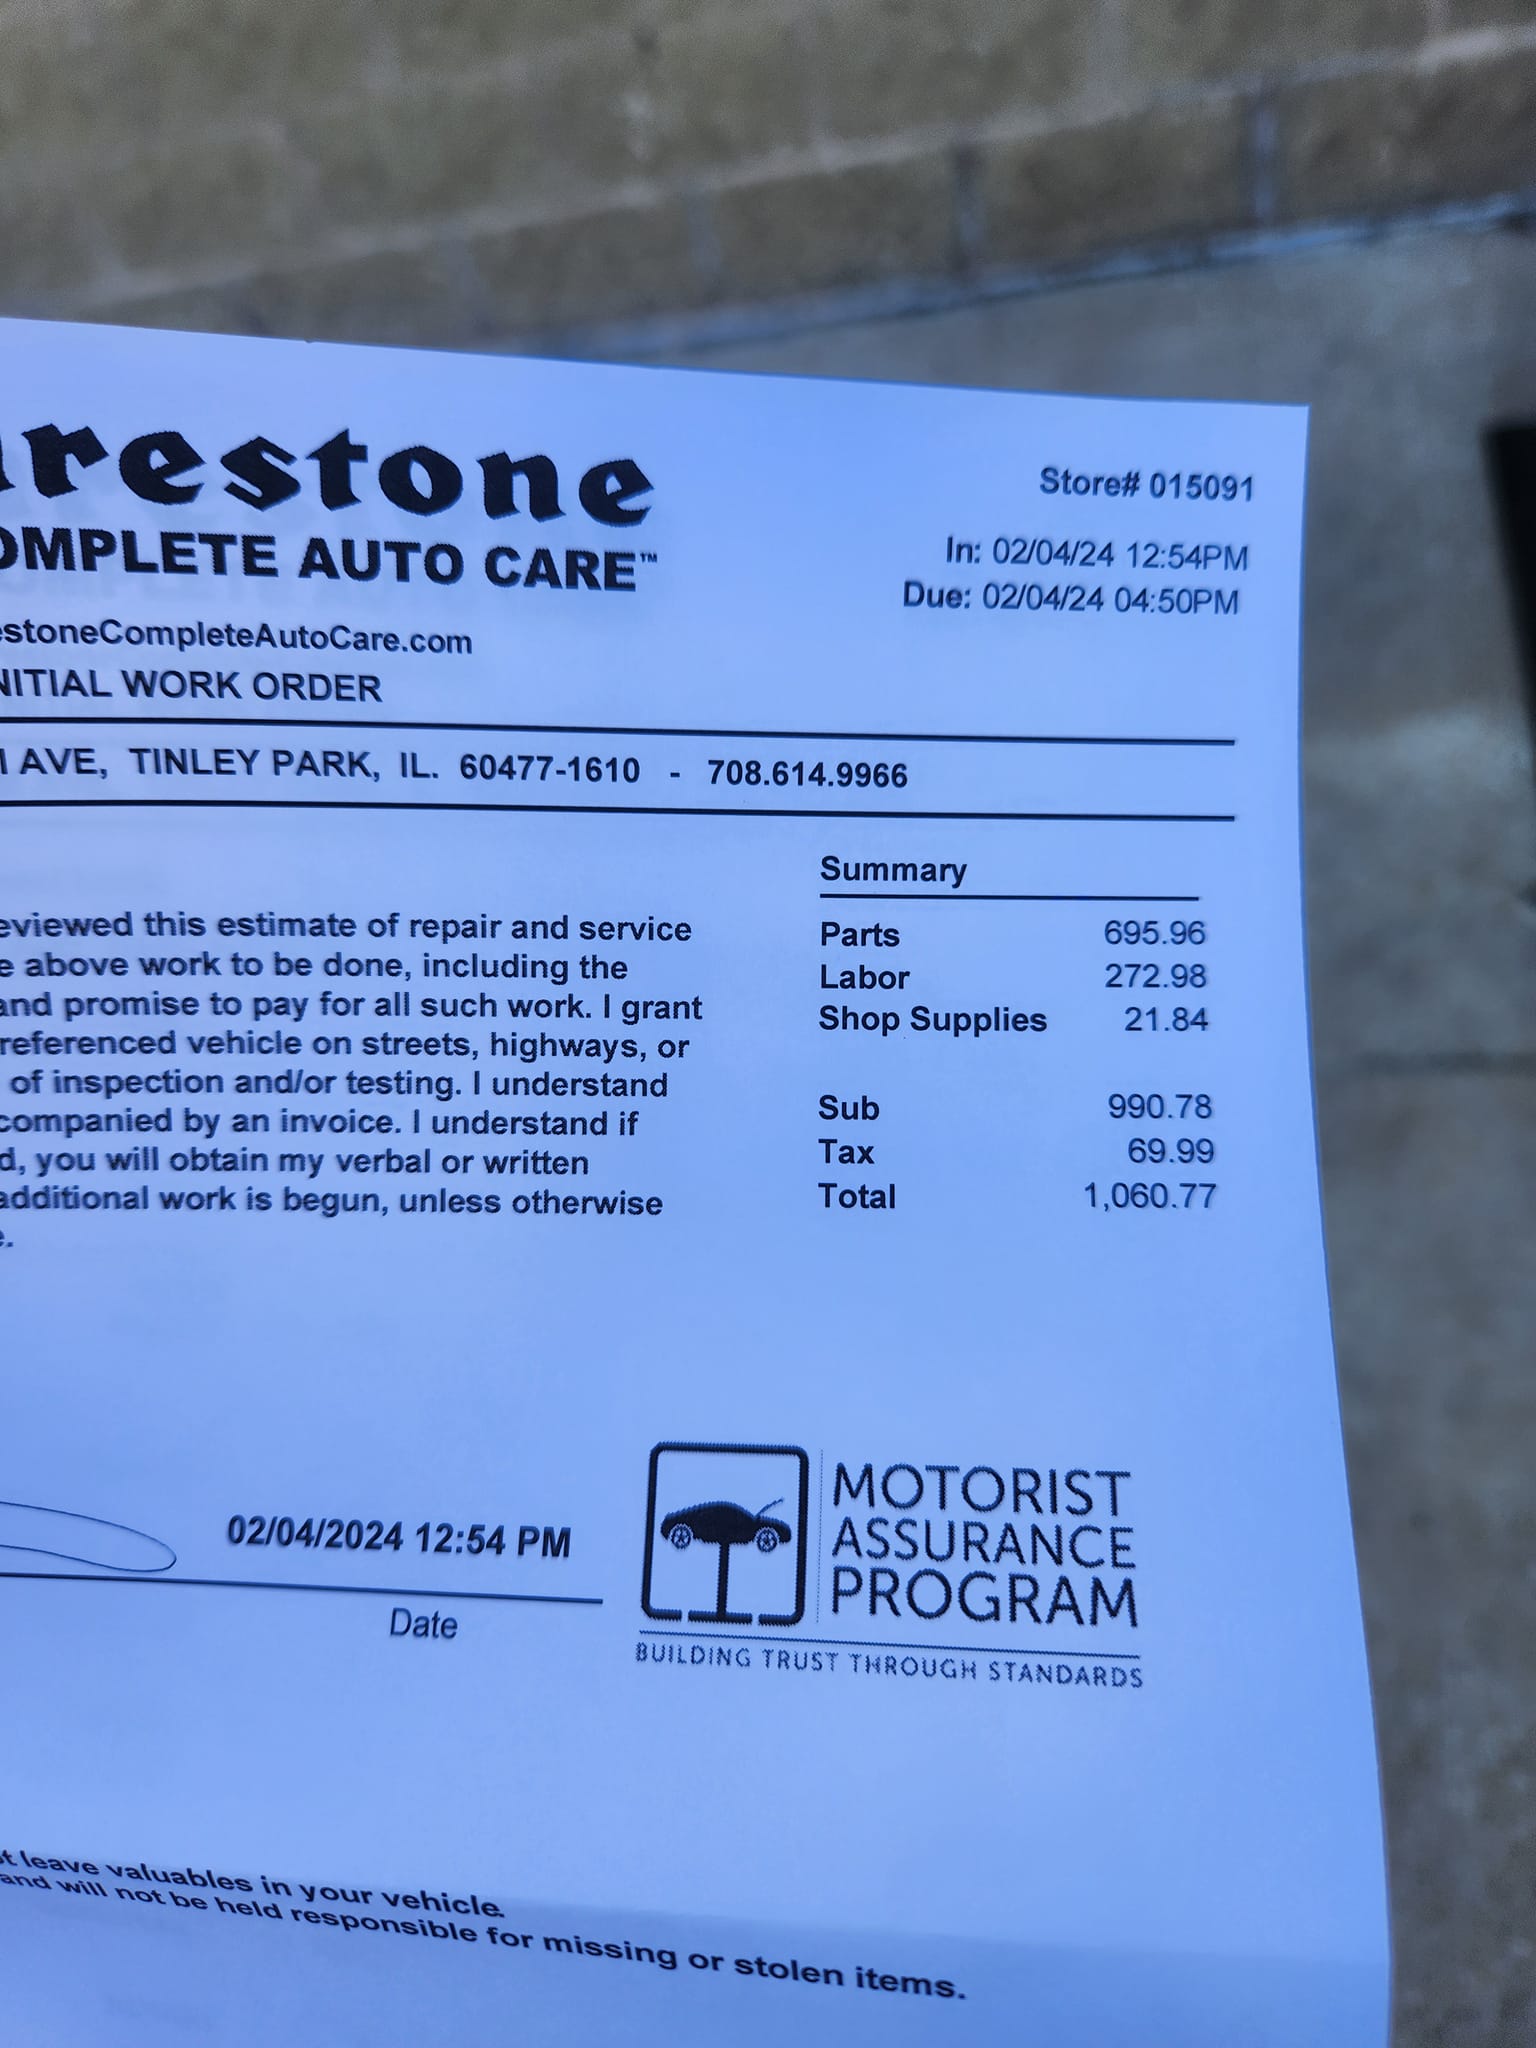 restone
OMPLETE AUTO CARE™
estoneCompleteAutoCare.com
NITIAL WORK ORDER
Store# 015091
In: 02/04/24 12:54PM
Due: 02/04/24 04:50PM
AVE, TINLEY PARK, IL. 60477-1610 - 708.614.9966
eviewed this estimate of repair and service
e above work to be done, including the
and promise to pay for all such work. I grant
referenced vehicle on streets, highways, or
of inspection and/or testing. I understand
companied by an invoice. I understand if
d, you will obtain my verbal or written
additional work is begun, unless otherwise
e.
Summary
Parts 695.96
Labor 272.98
Shop Supplies 21.84
Sub 990.78
Tax 69.99
Total 1,060.77
02/04/2024 12:54 PM
Date
MOTORIST
ASSURANCE
PROGRAM
BUILDING TRUST THROUGH STANDARDS
t leave valuables in your vehicle.
and will not be held responsible for missing or stolen items.